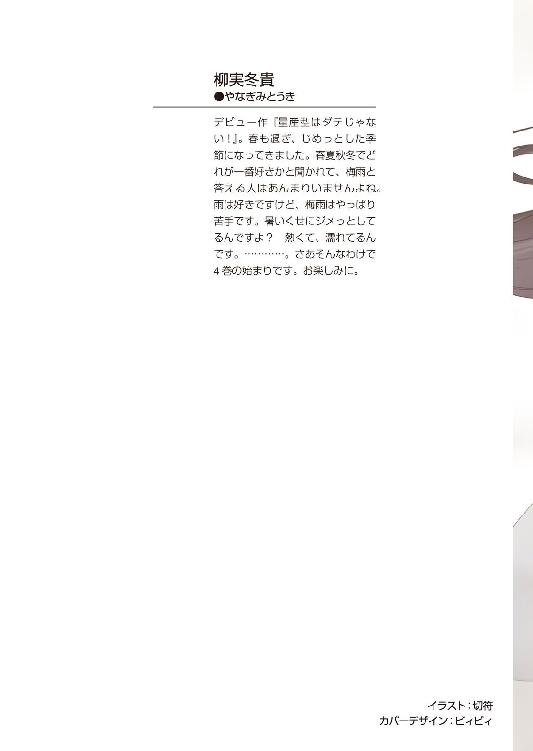 柳実冬貴
●やなぎみとうき
デビュー作『量産型はダテじゃな
い！』。春も過ぎ、じめっとした季
節になってきました。春夏秋冬でど
れが一番好きかと聞かれて、梅雨と
答える人はあんまりいませんよね。
雨は好きですけど、梅雨はやっぱり
苦手です。暑いくせにジメっとして
るんですよ？　熱くて、濡れてるん
です。…………。さあそんなわけで
4巻の始まりです。お楽しみに。
イラスト：切符
カバーデザイン：ビィピィ